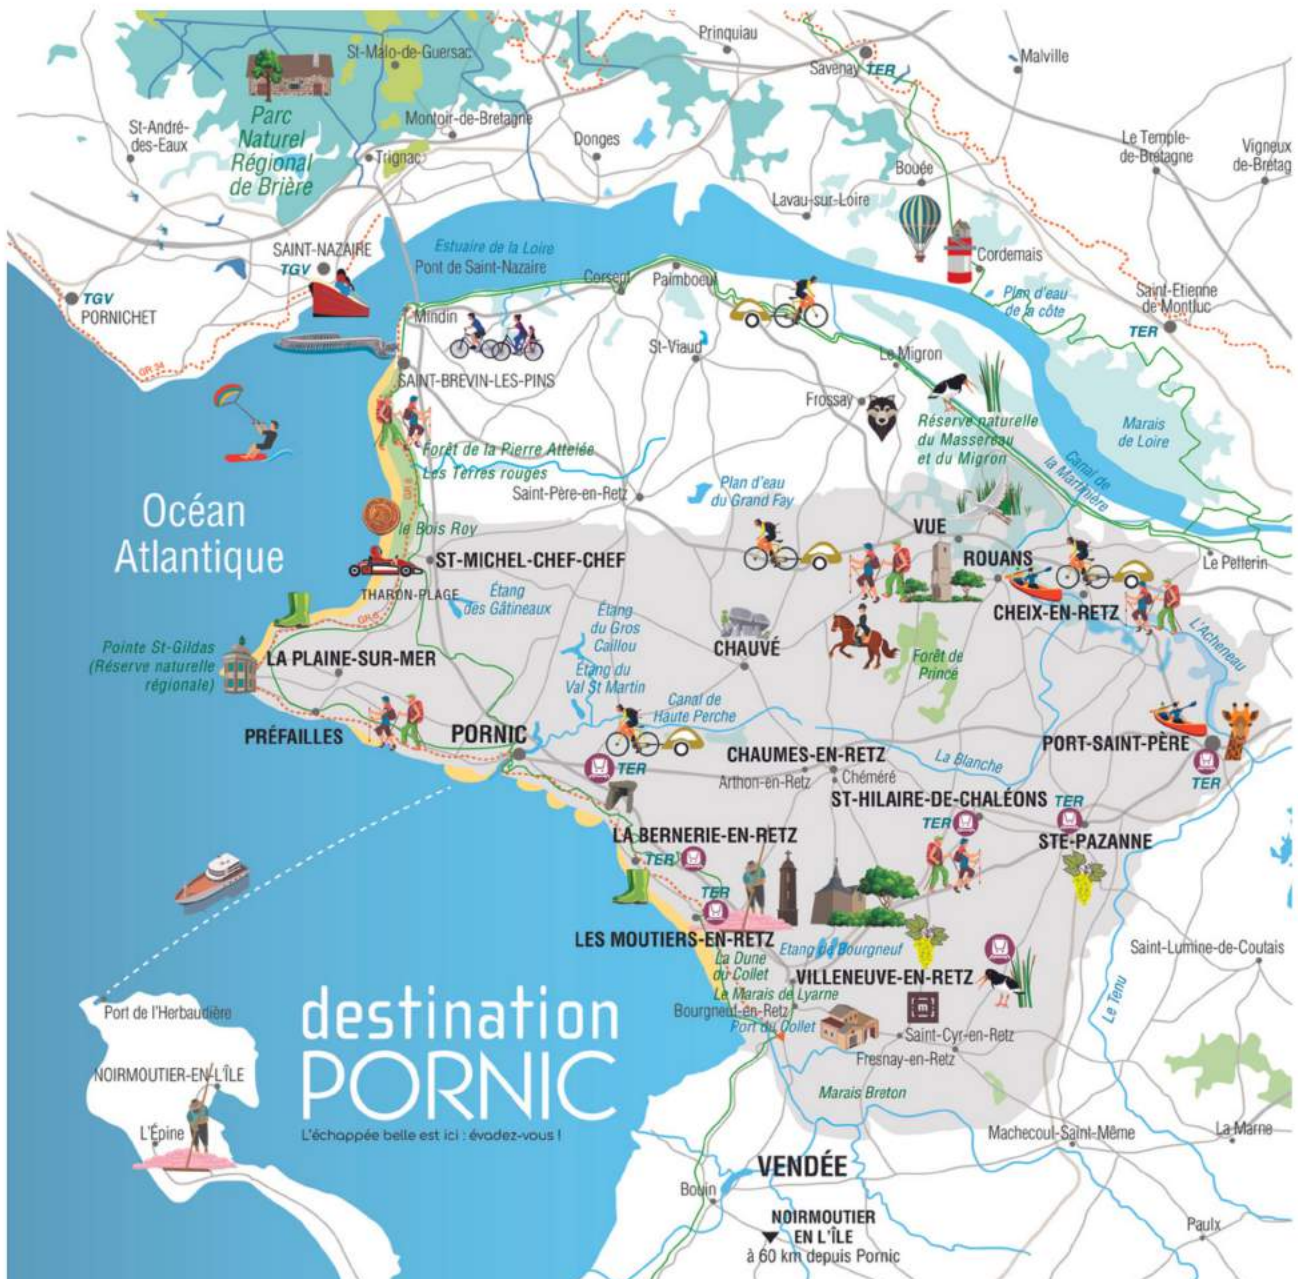 Prinquiau
St-Malo-de-Guersac
Savenay TER
Malville
Parc
Naturel
Régional
de Brière
St-André-
des-Eaux
Montoir-de-Bretagne
Donges
Trignac
Le Temple-
de-Bretagne
Vigneux
de-Bretag
Bouée
Lavau-sur-Loire
SAINT-NAZAIRE
TGV
Estuaire de la Loire
Pont de Saint-Nazaire
Cordemais
Corsept
Paimboeuf
TGV
PORNICHET
Plan d'eau
de la côte
Saint-Etienne
de Montluc
TER
Mindin
GR 34
St-Viaud
Le Migron
SAINT-BREVIN-LES-PINS
Frossay
Réserve naturelle
du Massereau
et du Migron
Marais
de Loire
Forêt de la Pierre Attelée
Les Terres rouges
Canal de
la Martinière
Saint-Père-en-Retz
Plan d'eau
du Grand Fay
GR 8
Océan
Atlantique
le Bois Roy
VUE
ROUANS
ST-MICHEL-CHEF-CHEF
Le Pellerin
THARON-PLAGE
Étang
des Gâtineaux
CHEIX-EN-RETZ
GR 8
Étang
du Gros
Caillou
L'Acheneau
Pointe St-Gildas
(Réserve naturelle
régionale)
LA PLAINE-SUR-MER
CHAUVÉ
Forêt de
Princé
Étang du
Val St Martin
Canal de
Haute Perche
PRÉFAILLES
PORNIC
PORT-SAINT-PÈRE
TER
CHAUMES-EN-RETZ
La Blanche
TER
Arthon-en-Retz
Chéméré
ST-HILAIRE-DE-CHALÉONS
TER
TER
LA BERNERIE-EN-RETZ
STE-PAZANNE
TER
TER
LES MOUTIERS-EN-RETZ
Etang de Bourgneuf
Saint-Lumine-de-Coutais
La Dune
du Collet
VILLENEUVE-EN-RETZ
Le Marais de Lyarne
Le Tenu
Bourgneuf-en-Retz
Port du Collet
m
Saint-Cyr-en-Retz
Fresnay-en-Retz
Port de l'Herbaudière
destination
PORNIC
L'échappée belle est ici : évadez-vous !
NOIRMOUTIER-EN-L'ÎLE
L'Épine
Marais Breton
Machecoul-Saint-Même
La Marne
VENDÉE
Bouin
NOIRMOUTIER
EN L'ÎLE
à 60 km depuis Pornic
Paulx